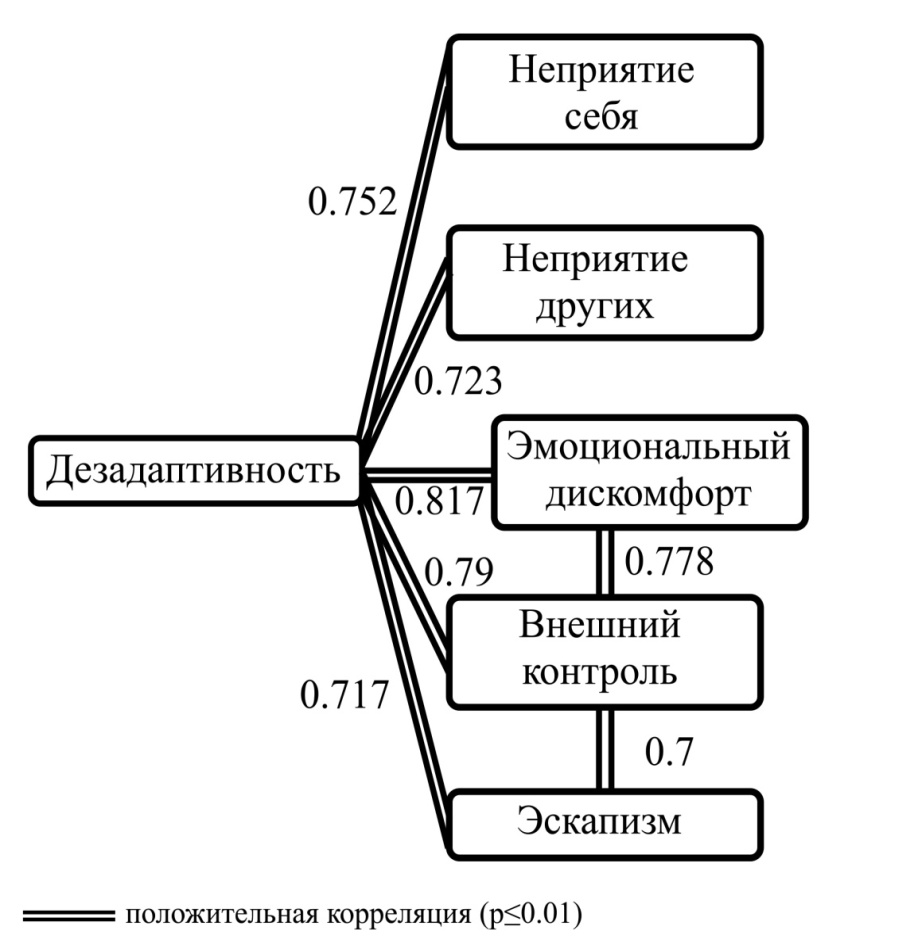 Неприятие
себя
0.752
Неприятие
других
0.723
Дезадаптивность
Эмоциональный
дискомфорт
0.817
0.778
0.79
Внешний
контроль
0.717
0.7
Эскапизм
положительная корреляция (p≤0.01)